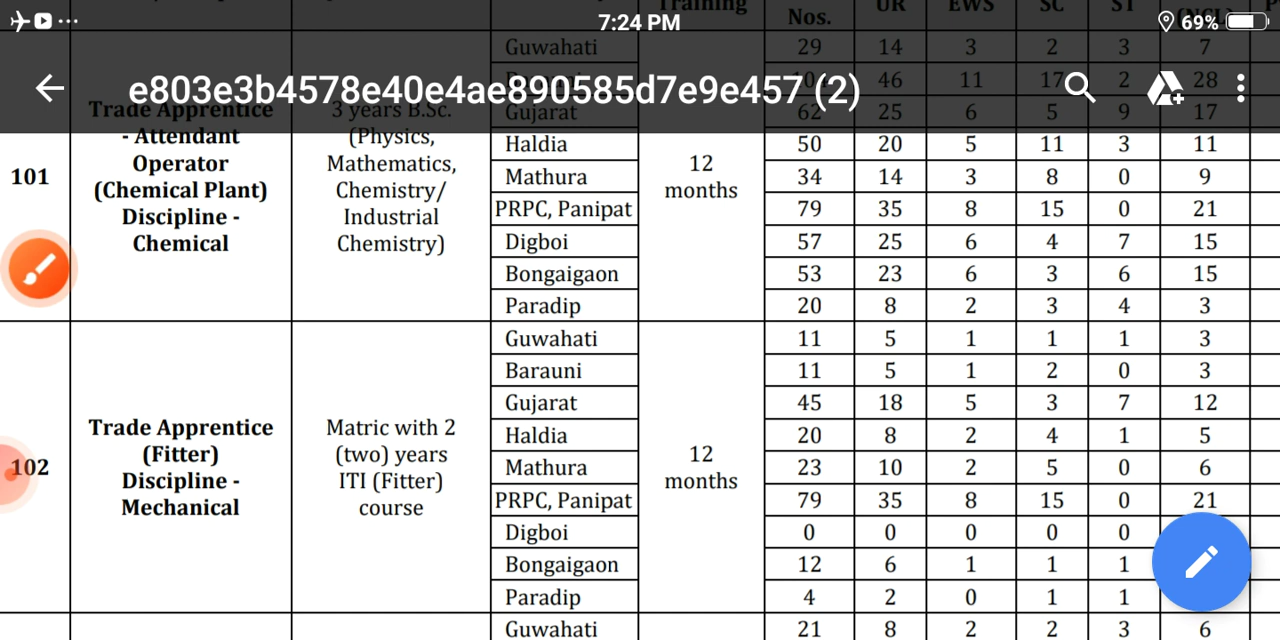 7:24 PM
69%
Training Nos. UR EWS SC ST (NCL)
e803e3b4578e40e4ae890585d7e9e457 (2)
Guwahati 29 14 3 2 3 7
46 11 17 2 28
Gujarat 62 25 6 5 9 17
Haldia 50 20 5 11 3 11
Mathura 34 14 3 8 0 9
PRPC, Panipat 79 35 8 15 0 21
Digboi 57 25 6 4 7 15
Bongaigaon 53 23 6 3 6 15
Paradip 20 8 2 3 4 3
101
Trade Apprentice
- Attendant
Operator
(Chemical Plant)
Discipline -
Chemical
3 years B.Sc.
(Physics,
Mathematics,
Chemistry/
Industrial
Chemistry)
12
months
Guwahati 11 5 1 1 1 3
Barauni 11 5 1 2 0 3
Gujarat 45 18 5 3 7 12
Haldia 20 8 2 4 1 5
Mathura 23 10 2 5 0 6
PRPC, Panipat 79 35 8 15 0 21
Digboi 0 0 0 0 0
Bongaigaon 12 6 1 1 1
Paradip 4 2 0 1 1
102
Trade Apprentice
(Fitter)
Discipline -
Mechanical
Matric with 2
(two) years
ITI (Fitter)
course
12
months
Guwahati 21 8 2 2 3 6